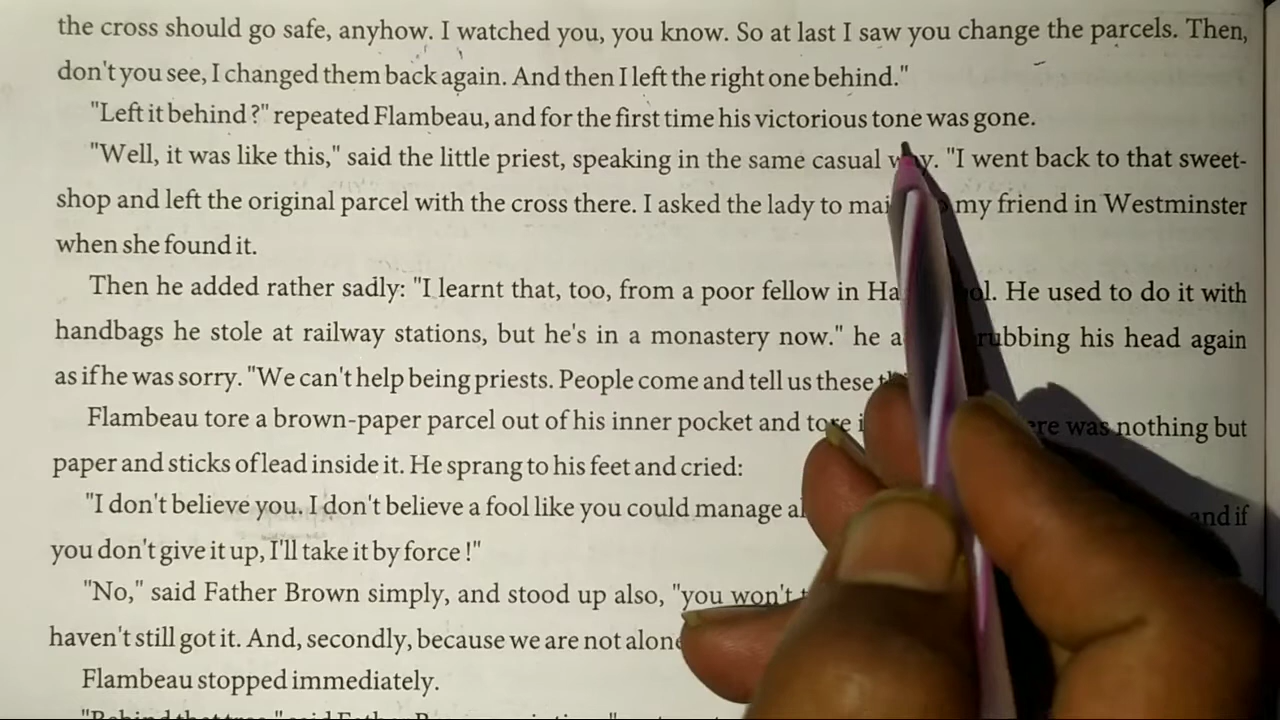 the cross should go safe, anyhow. I watched you, you know. So at last I saw you change the parcels. Then,
don't you see, I changed them back again. And then I left the right one behind."
"Left it behind ?" repeated Flambeau, and for the first time his victorious tone was gone.
"Well, it was like this," said the little priest, speaking in the same casual way. "I went back to that sweet-
shop and left the original parcel with the cross there. I asked the lady to my friend in Westminster
when she found it.
Then he added rather sadly: "I learnt that, too, from a poor fellow in He used to do it with
handbags he stole at railway stations, but he's in a monastery now." he rubbing his head again
as if he was sorry. "We can't help being priests. People come and tell us these
Flambeau tore a brown-paper parcel out of his inner pocket and tore was nothing but
paper and sticks of lead inside it. He sprang to his feet and cried:
"I don't believe you. I don't believe a fool like you could manage and if
you don't give it up, I'll take it by force !"
"No," said Father Brown simply, and stood up also, "you won't
haven't still got it. And, secondly, because we are not alone
Flambeau stopped immediately.